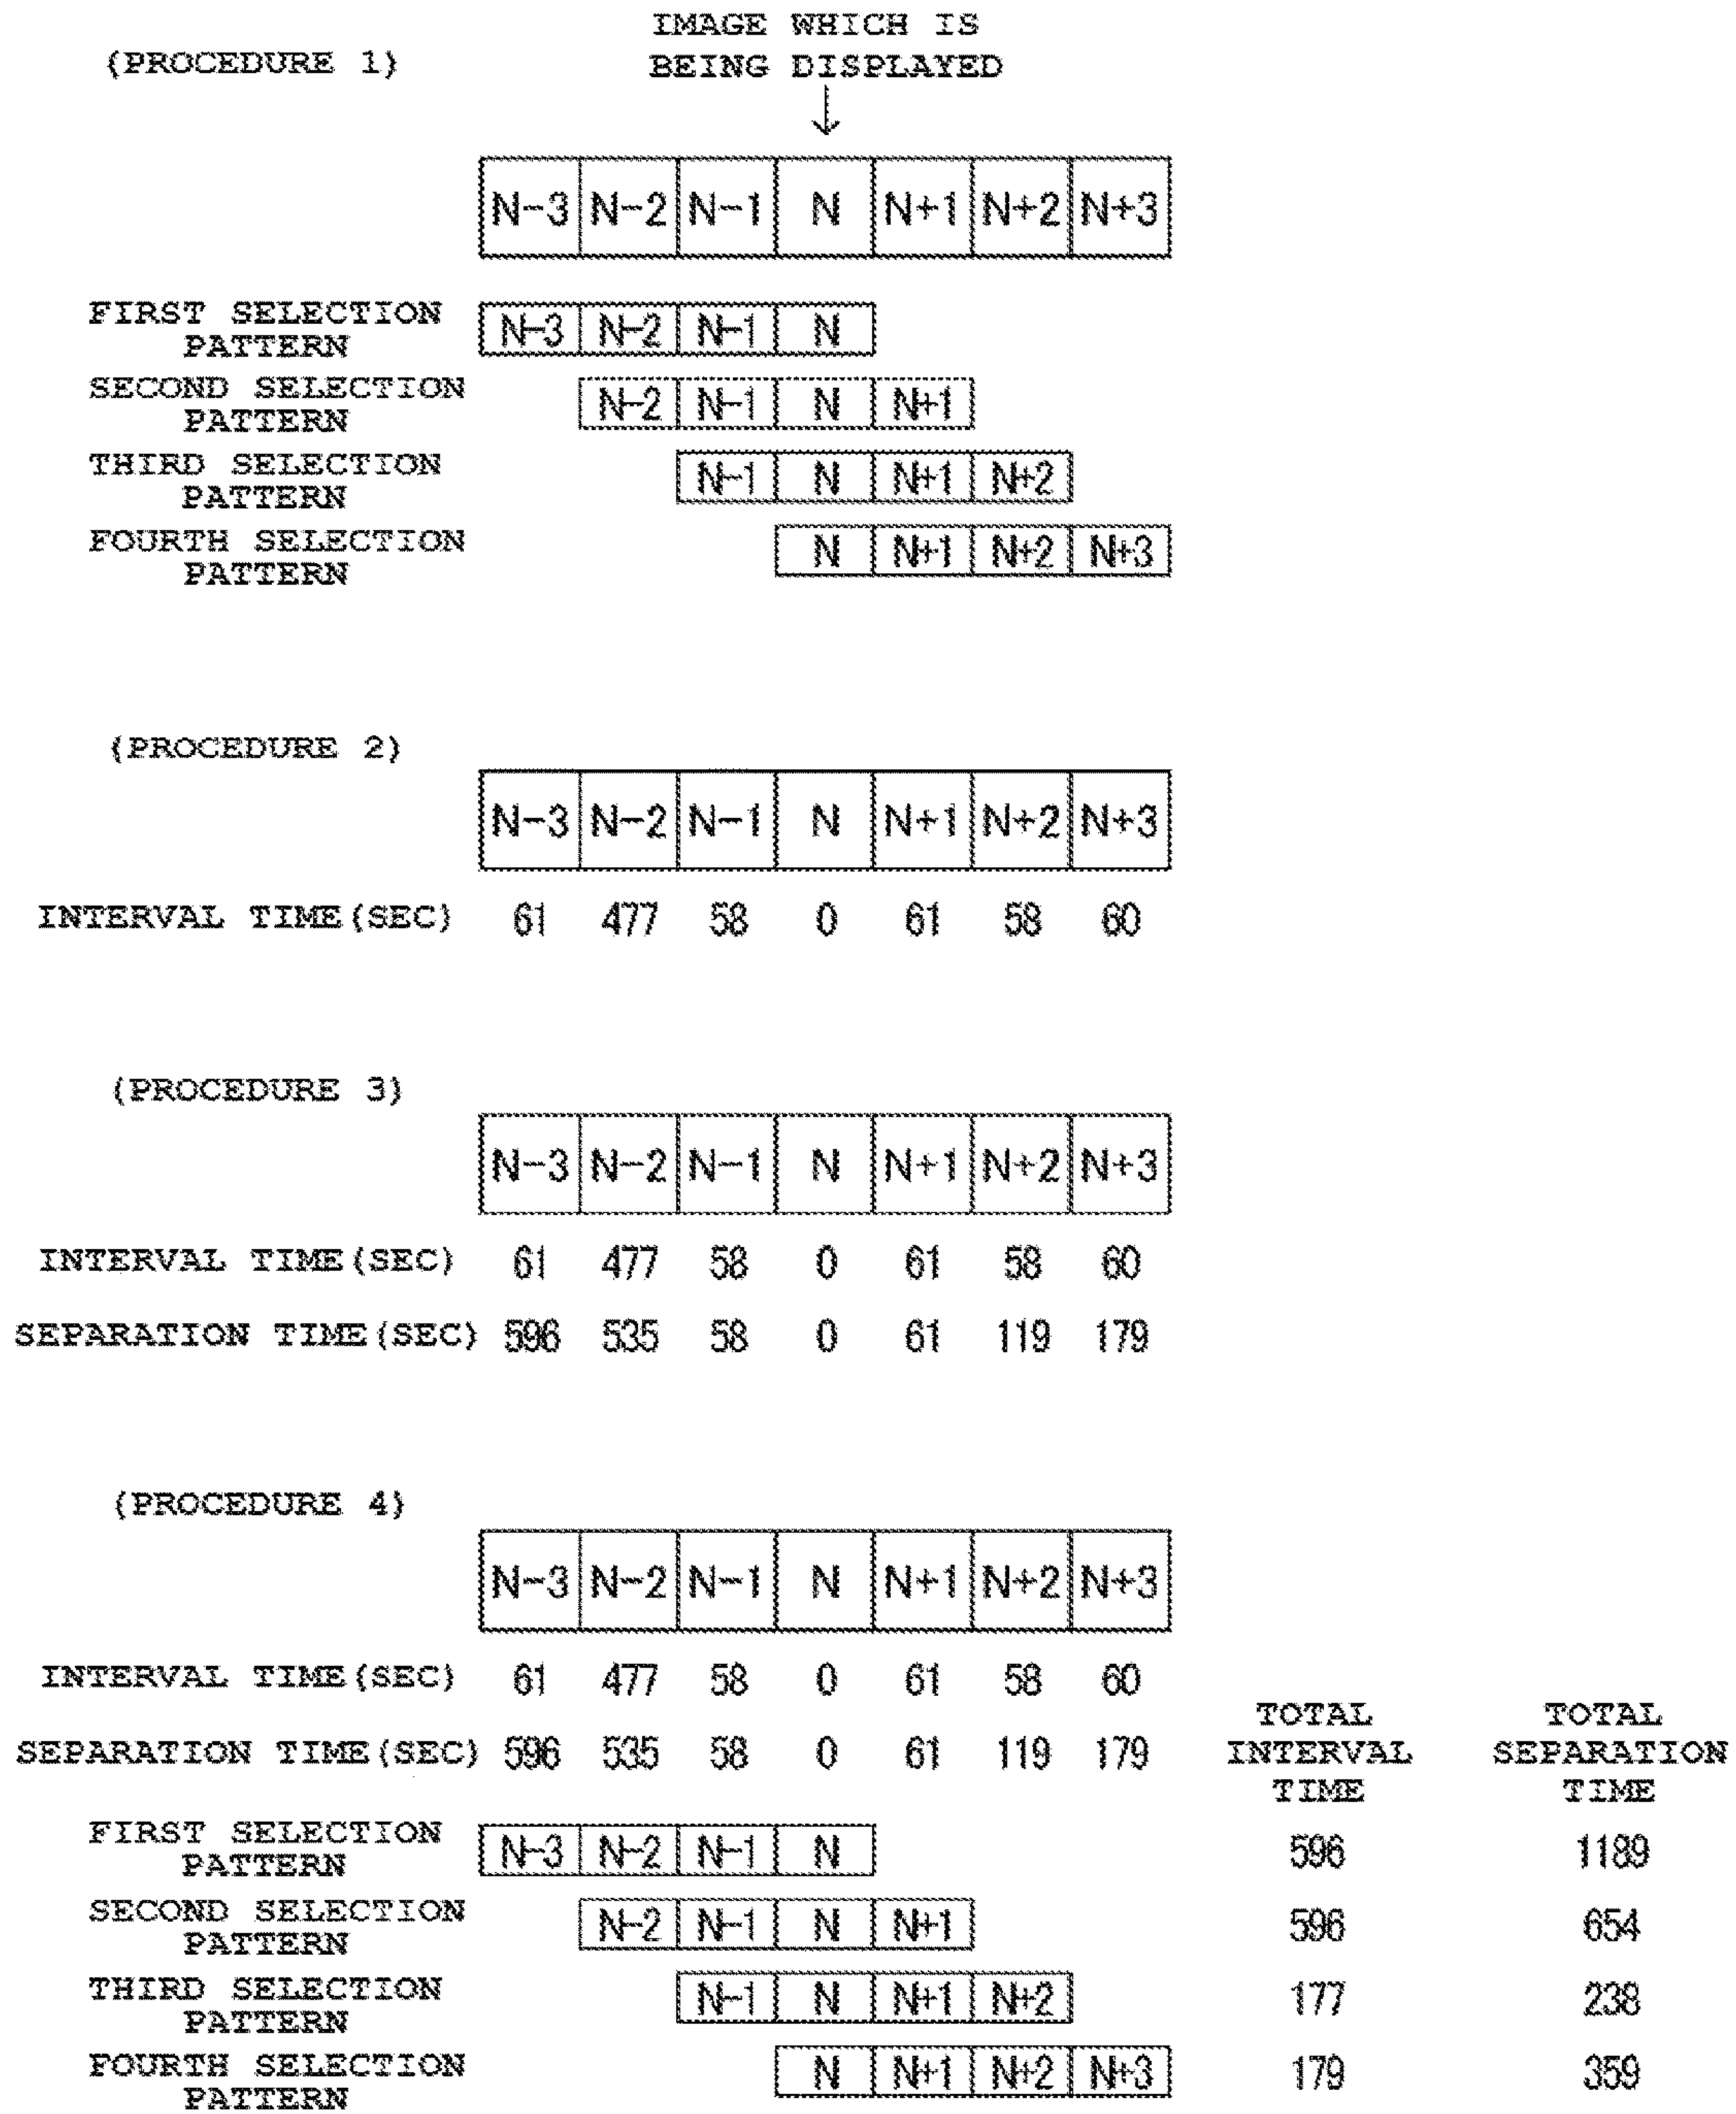 IMAGE WHICH IS
(PROCEDURE 1) BEING DISPLAYED
N-3 N-2 N-1 N N+1 N+2 N+3
FIRST SELECTION
PATTERN
N-3 N-2 N-1 N
SECOND SELECTION
PATTERN
N-2 N-1 N N+1
THIRD SELECTION
PATTERN
N-1 N N+1 N+2
FOURTH SELECTION
PATTERN
N N+1 N+2 N+3
(PROCEDURE 2)
N-3 N-2 N-1 N N+1 N+2 N+3
INTERVAL TIME(SEC) 61 477 58 0 61 58 60
(PROCEDURE 3)
N-3 N-2 N-1 N N+1 N+2 N+3
INTERVAL TIME(SEC) 61 477 58 0 61 58 60
SEPARATION TIME(SEC) 596 535 58 0 61 119 179
(PROCEDURE 4)
N-3 N-2 N-1 N N+1 N+2 N+3
INTERVAL TIME(SEC) 61 477 58 0 61 58 60
SEPARATION TIME(SEC) 596 535 58 0 61 119 179
TOTAL
INTERVAL
TIME
TOTAL
SEPARATION
TIME
FIRST SELECTION
PATTERN
N-3 N-2 N-1 N 596 1189
SECOND SELECTION
PATTERN
N-2 N-1 N N+1 596 654
THIRD SELECTION
PATTERN
N-1 N N+1 N+2 177 238
FOURTH SELECTION
PATTERN
N N+1 N+2 N+3 179 359